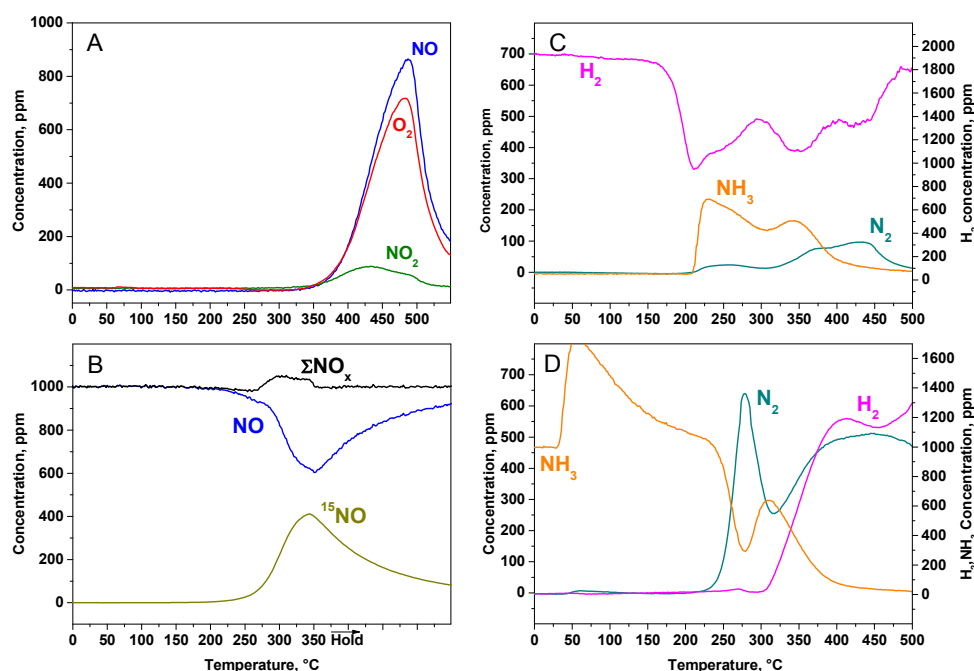 A
NO
O2
NO2
Concentration, ppm
1000
800
600
400
200
0
0 50 100 150 200 250 300 350 400 450 500
C
H2
NH3
N2
Concentration, ppm
700
600
500
400
300
200
100
0
H2 concentration, ppm
2000
1800
1600
1400
1200
1000
800
600
400
200
0
0 50 100 150 200 250 300 350 400 450 500
B
ΣNOx
NO
15NO
Concentration, ppm
1000
800
600
400
200
0
0 50 100 150 200 250 300 350
Hold
Temperature, °C
D
N2
H2
NH3
Concentration, ppm
700
600
500
400
300
200
100
0
H2,NH3 Concentration, ppm
1600
1400
1200
1000
800
600
400
200
0
0 50 100 150 200 250 300 350 400 450 500
Temperature, °C